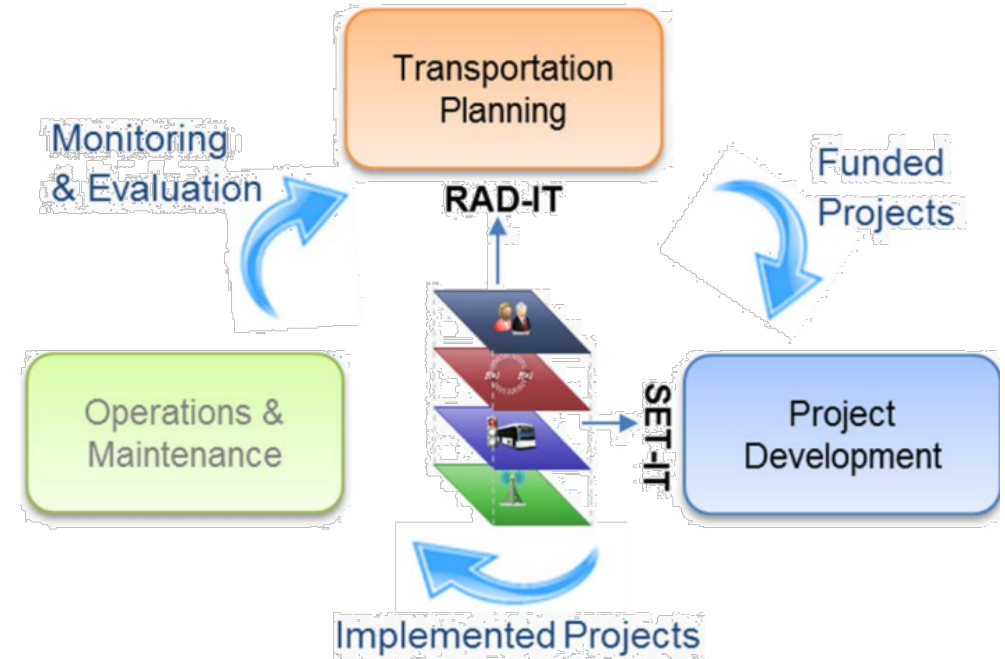 Transportation
Planning
Monitoring
& Evaluation
Funded
Projects
RAD-IT
Operations &
Maintenance
SET-IT
Project
Development
Implemented Projects